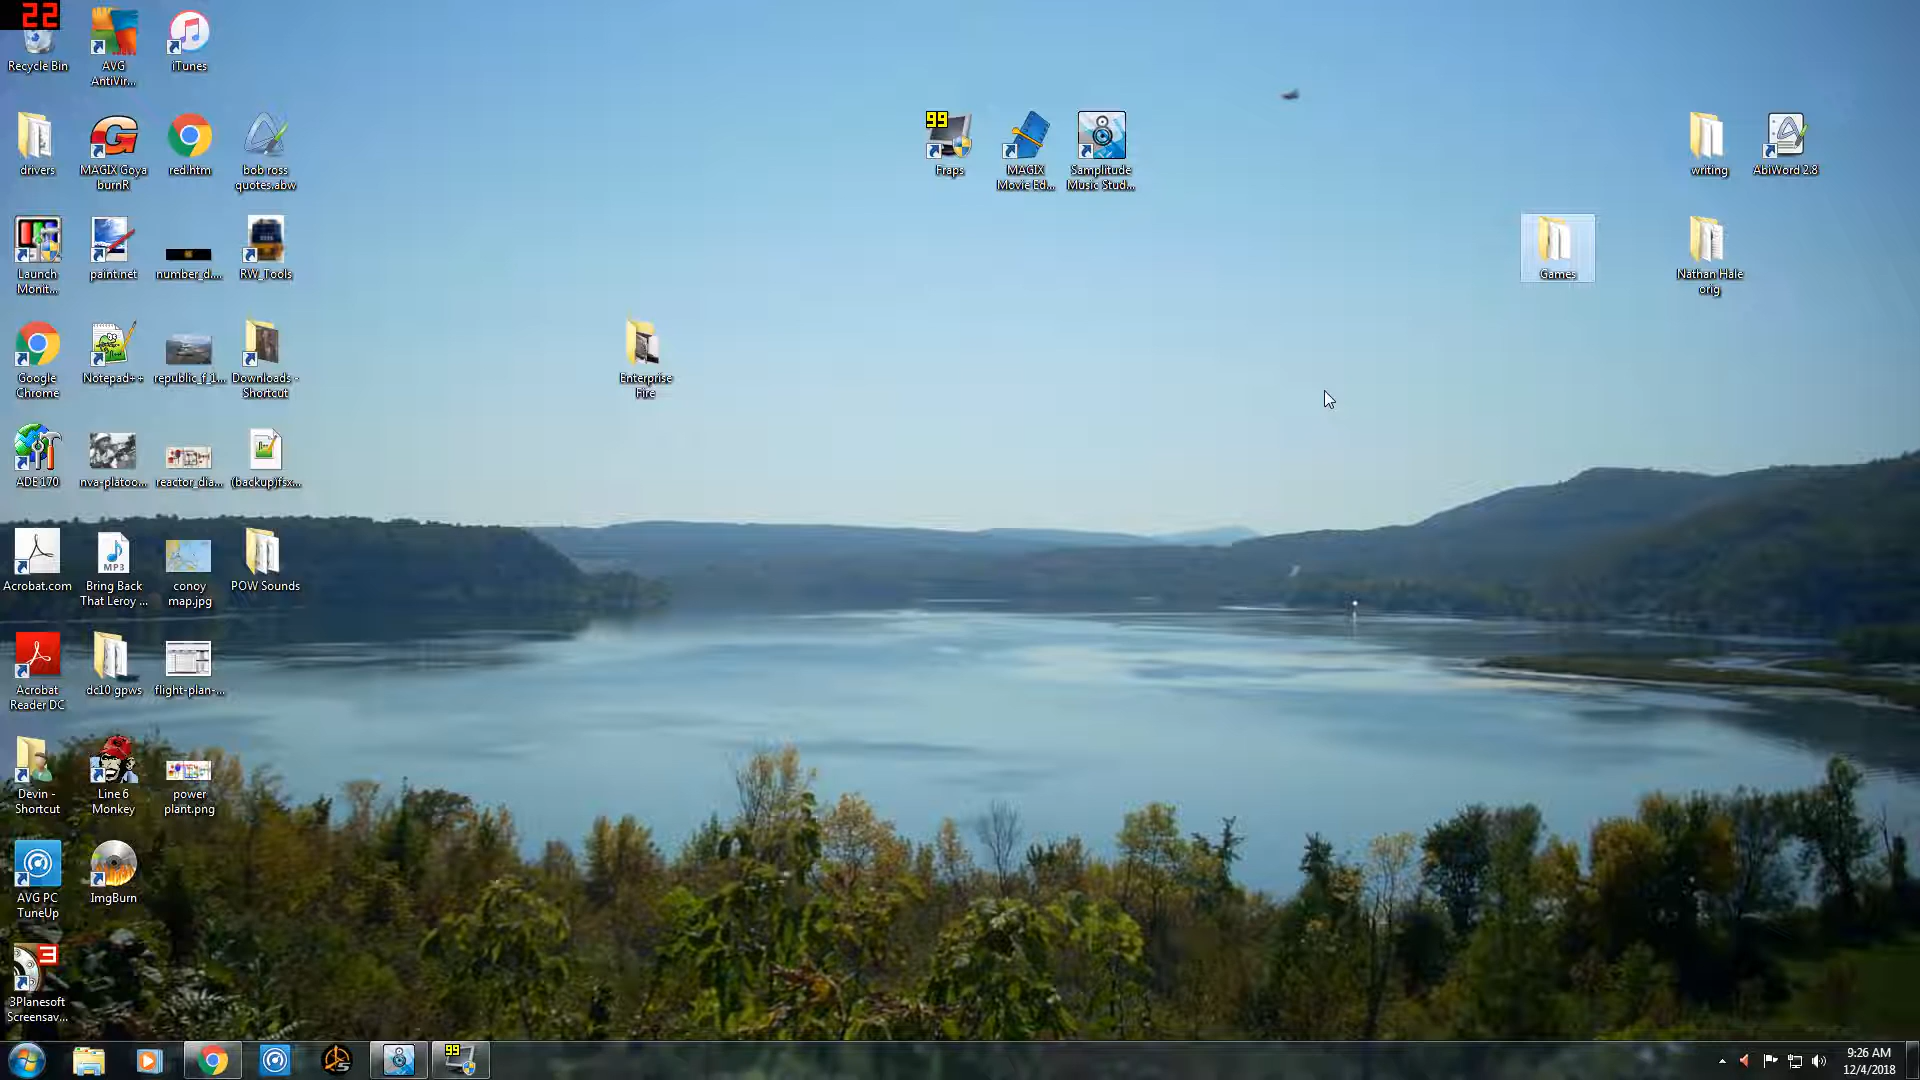 22
Recycle Bin
AVG
AntiVir...
iTunes
drivers
MAGIX Goya
burnR
red.htm
bob ross
quotes.abw
99
Fraps
MAGIX
Movie Ed...
Samplitude
Music Stud...
writing
AbiWord 2.8
Launch
Monit...
paint.net
number_d....
RW_Tools
Games
Nathan Hale
orig
Google
Chrome
Notepad++
republic_f_1...
Downloads -
Shortcut
Enterprise
Fire
ADE 170
nva-platoo...
reactor_dia...
(backup)fsx...
Acrobat.com
MP3
Bring Back
That Leroy ...
conoy
map.jpg
POW Sounds
Acrobat
Reader DC
dc10 gpws
flight-plan-...
Devin -
Shortcut
Line 6
Monkey
power
plant.png
AVG PC
TuneUp
ImgBurn
3
3Planesoft
Screensav...
5
99
9:26 AM
12/4/2018